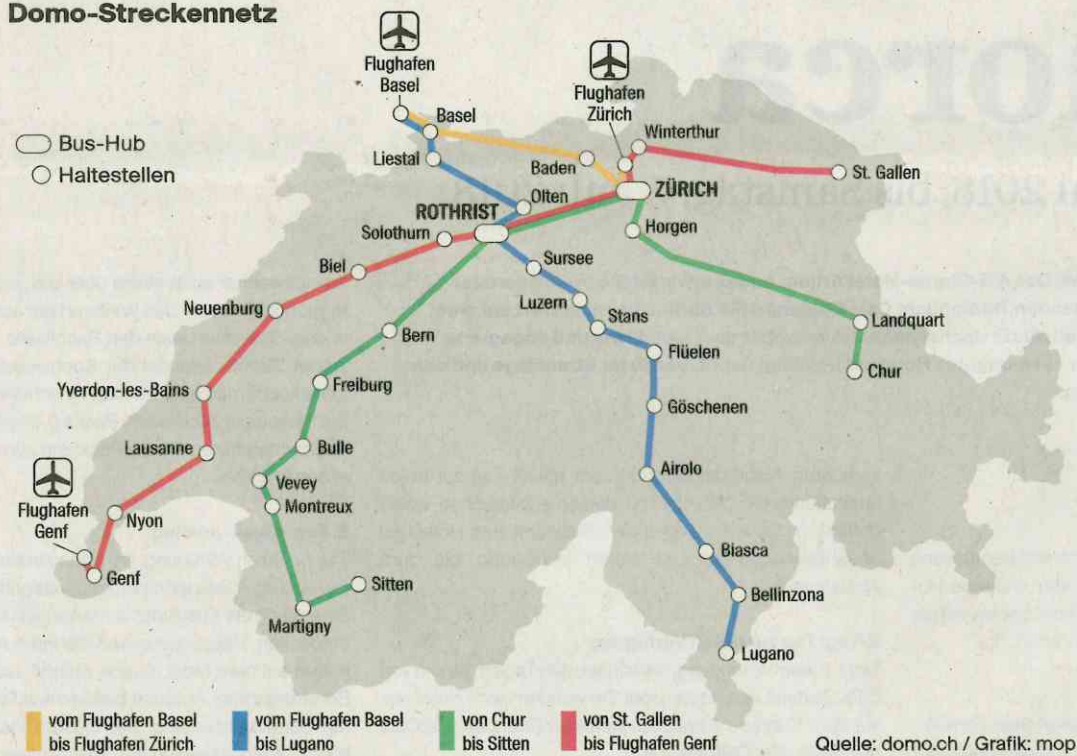 Domo-Streckennetz
Bus-Hub
Haltestellen
Flughafen
Basel
Basel
Liestal
Flughafen
Zürich
Winterthur
Baden
St. Gallen
ZÜRICH
Olten
ROTHRIST
Horgen
Solothurn
Sursee
Biel
Luzern
Stans
Neuenburg
Landquart
Bern
Flüelen
Chur
Yverdon-les-Bains
Freiburg
Göschenen
Lausanne
Bulle
Airolo
Vevey
Montreux
Flughafen
Genf
Nyon
Biasca
Genf
Sitten
Bellinzona
Martigny
Lugano
vom Flughafen Basel
bis Flughafen Zürich
vom Flughafen Basel
bis Lugano
von Chur
bis Sitten
von St. Gallen
bis Flughafen Genf
Quelle: domo.ch / Grafik: mop